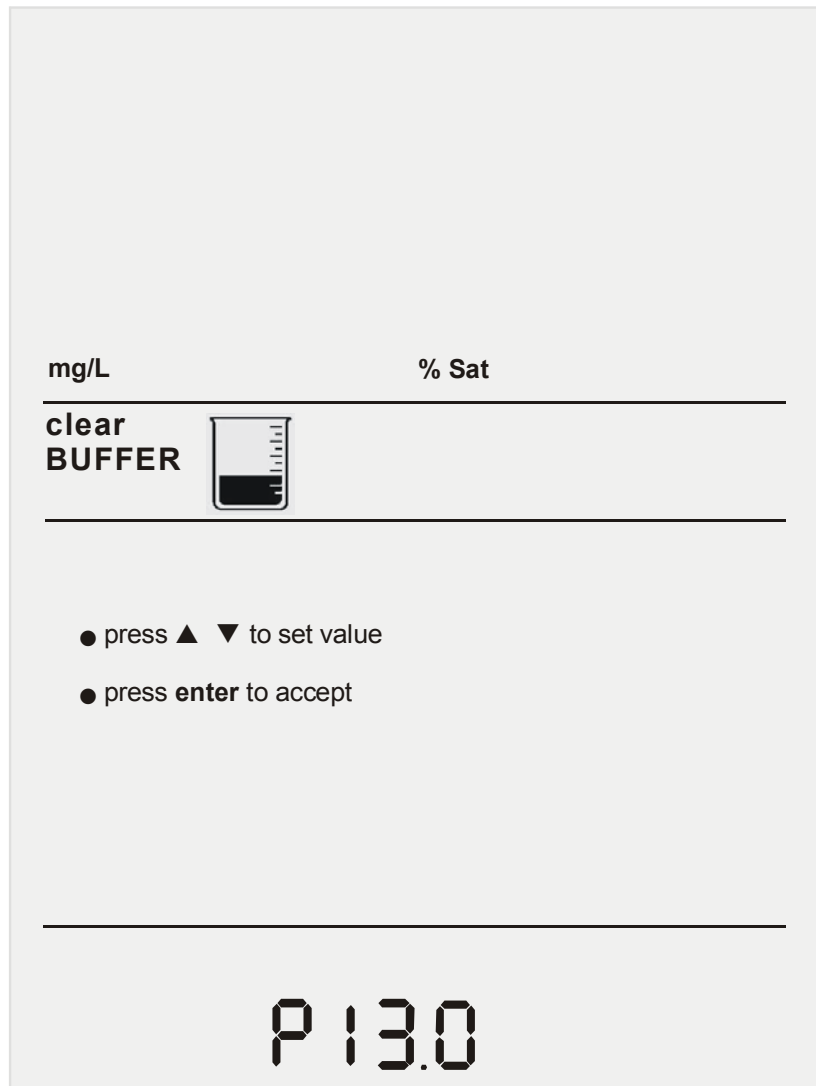 mg/L % Sat
clear
BUFFER
● press ▲ ▼ to set value
● press enter to accept
P13.0